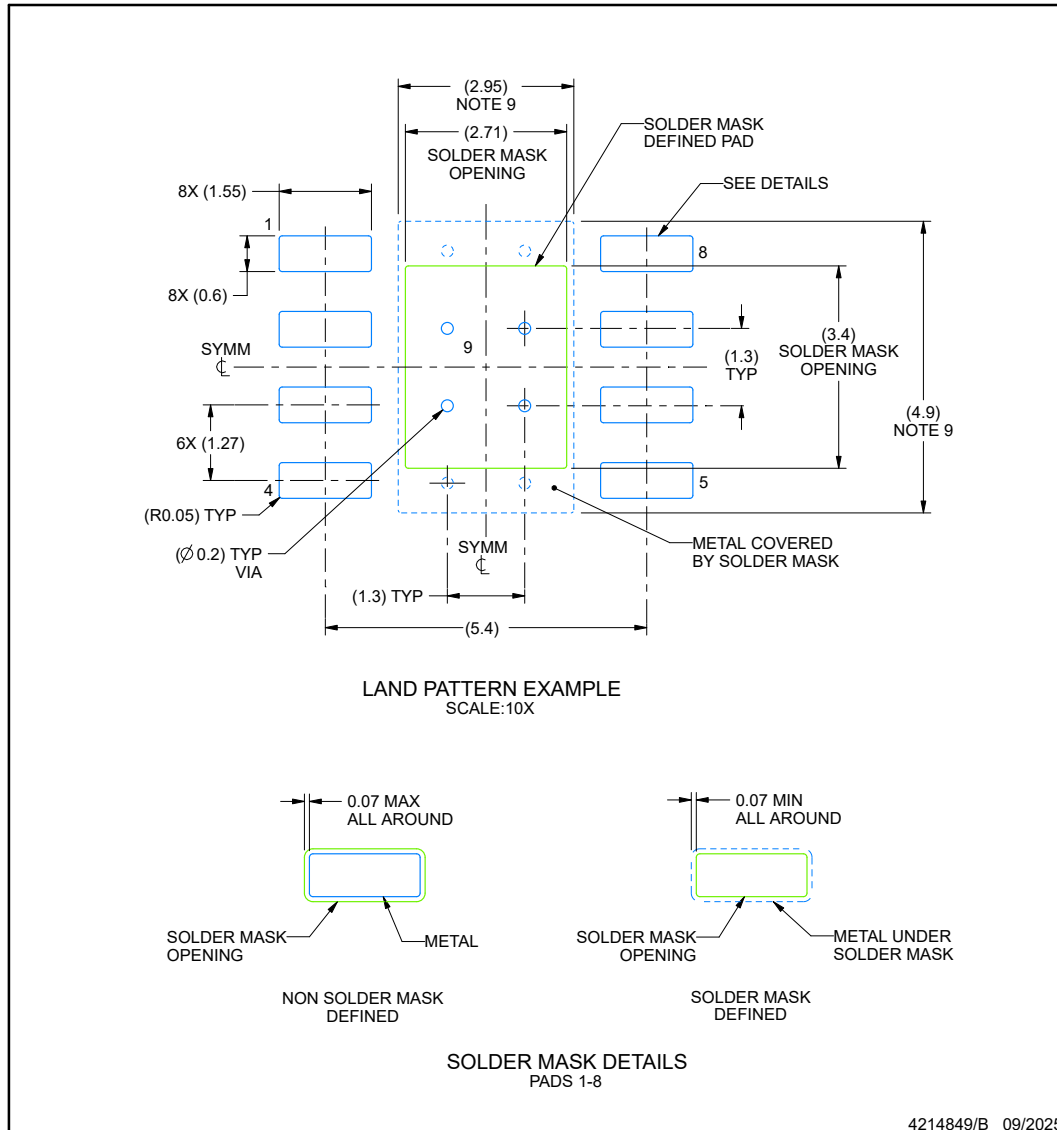 (2.95)
NOTE 9
(2.71)
SOLDER MASK
OPENING
SOLDER MASK
DEFINED PAD
8X (1.55)
SEE DETAILS
1
8
8X (0.6)
SYMM
℄
9
(1.3)
TYP
(3.4)
SOLDER MASK
OPENING
(4.9)
NOTE 9
6X (1.27)
4
5
(R0.05) TYP
(Ø0.2) TYP
VIA
SYMM
℄
METAL COVERED
BY SOLDER MASK
(1.3) TYP
(5.4)
LAND PATTERN EXAMPLE
SCALE:10X
0.07 MAX
ALL AROUND
0.07 MIN
ALL AROUND
SOLDER MASK
OPENING
METAL
SOLDER MASK
OPENING
METAL UNDER
SOLDER MASK
NON SOLDER MASK
DEFINED
SOLDER MASK
DEFINED
SOLDER MASK DETAILS
PADS 1-8
4214849/B 09/2025